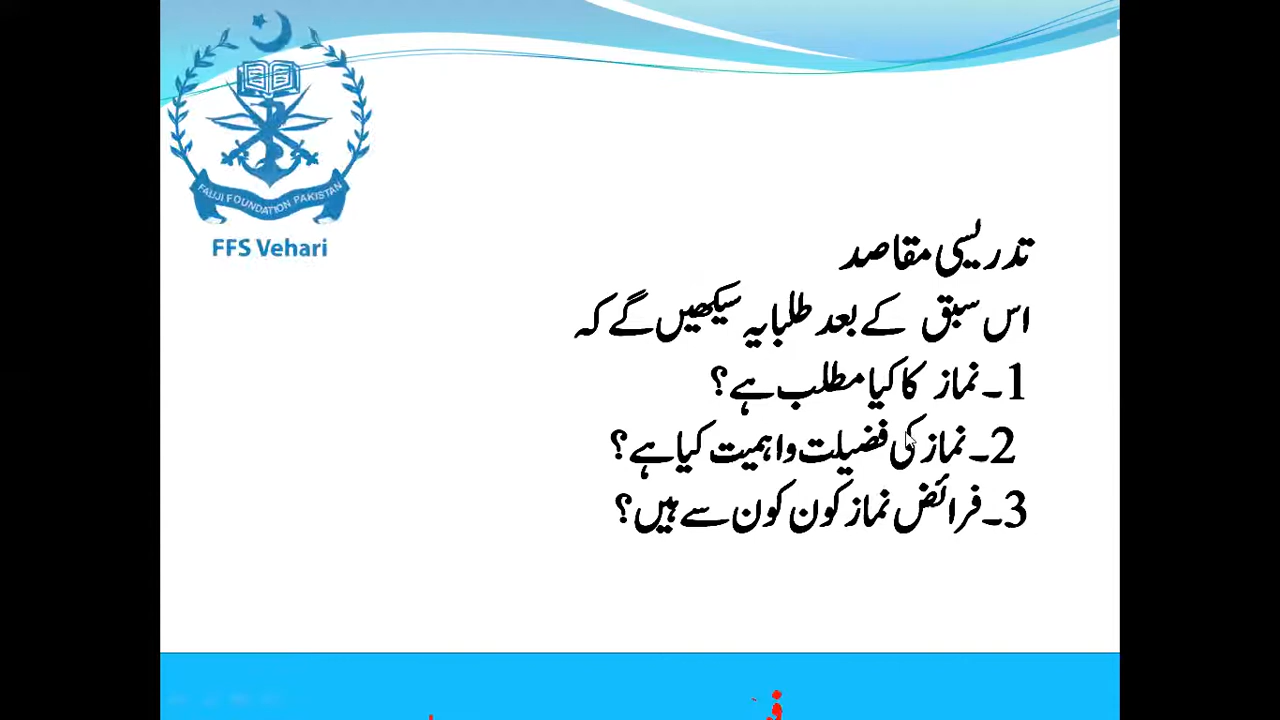 FAUJI FOUNDATION PAKISTAN
FFS Vehari
تدریسی مقاصد
اس سبق کے بعد طلبا یہ سیکھیں گے کہ
1۔ نماز کا کیا مطلب ہے؟
2۔ نماز کی فضیلت و اہمیت کیا ہے؟
3۔ فرائض نماز کون کون سے ہیں؟